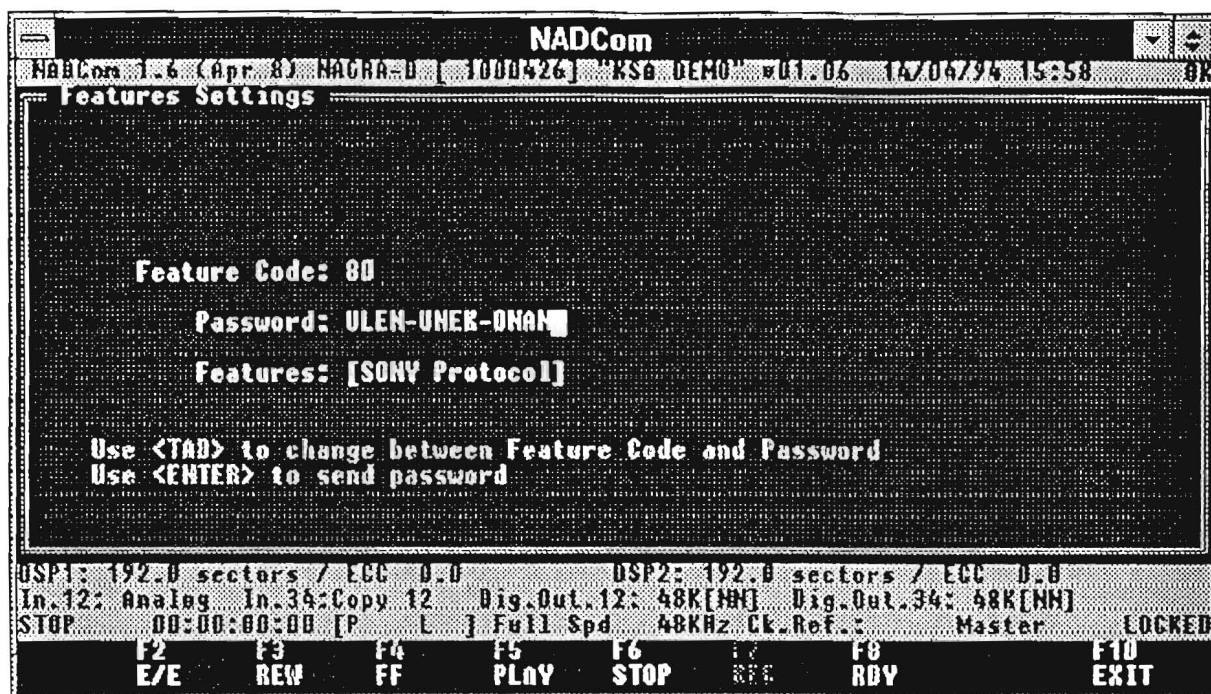 NADCom
NADCom 1.6 (Apr 8) NAGRA-D [ 1000426] "KSA DEMO" #01.06 14/04/94 15:58 OK
Features Settings
Feature Code: 80
Password: ULEN-UNEK-ONAN
Features: [SONY Protocol]
Use <TAB> to change between Feature Code and Password
Use <ENTER> to send password
DSP1: 192.0 sectors / ECC 0.0 DSP2: 192.0 sectors / ECC 0.0
In.12: Analog In.34:Copy 12 Dig.Out.12: 48K[NN] Dig.Out.34: 48K[NN]
STOP 00:00:00:00 [P L ] Full Spd 48KHz Ck.Ref.: Master LOCKED
F2 F3 F4 F5 F6 F7 F8 F10
E/E REW FF PLAY STOP REC RDY EXIT